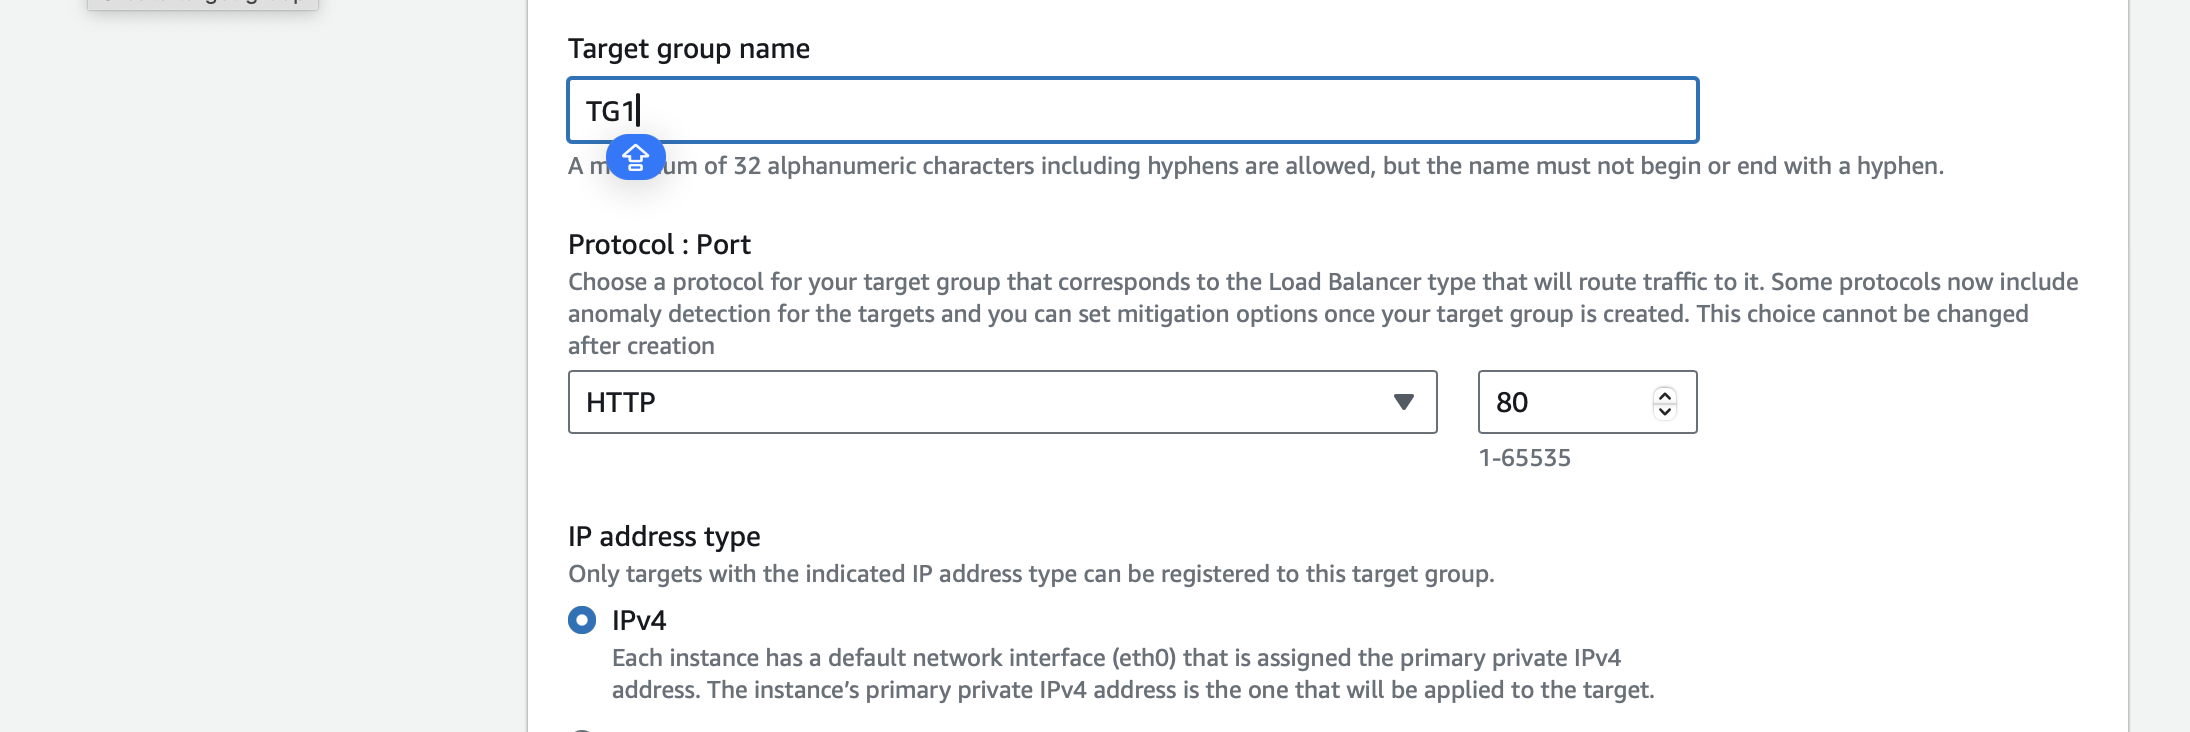 Target group name
TG1
A m um of 32 alphanumeric characters including hyphens are allowed, but the name must not begin or end with a hyphen.
Protocol : Port
Choose a protocol for your target group that corresponds to the Load Balancer type that will route traffic to it. Some protocols now include
anomaly detection for the targets and you can set mitigation options once your target group is created. This choice cannot be changed
after creation
HTTP
80
1-65535
IP address type
Only targets with the indicated IP address type can be registered to this target group.
IPv4
Each instance has a default network interface (eth0) that is assigned the primary private IPv4
address. The instance’s primary private IPv4 address is the one that will be applied to the target.